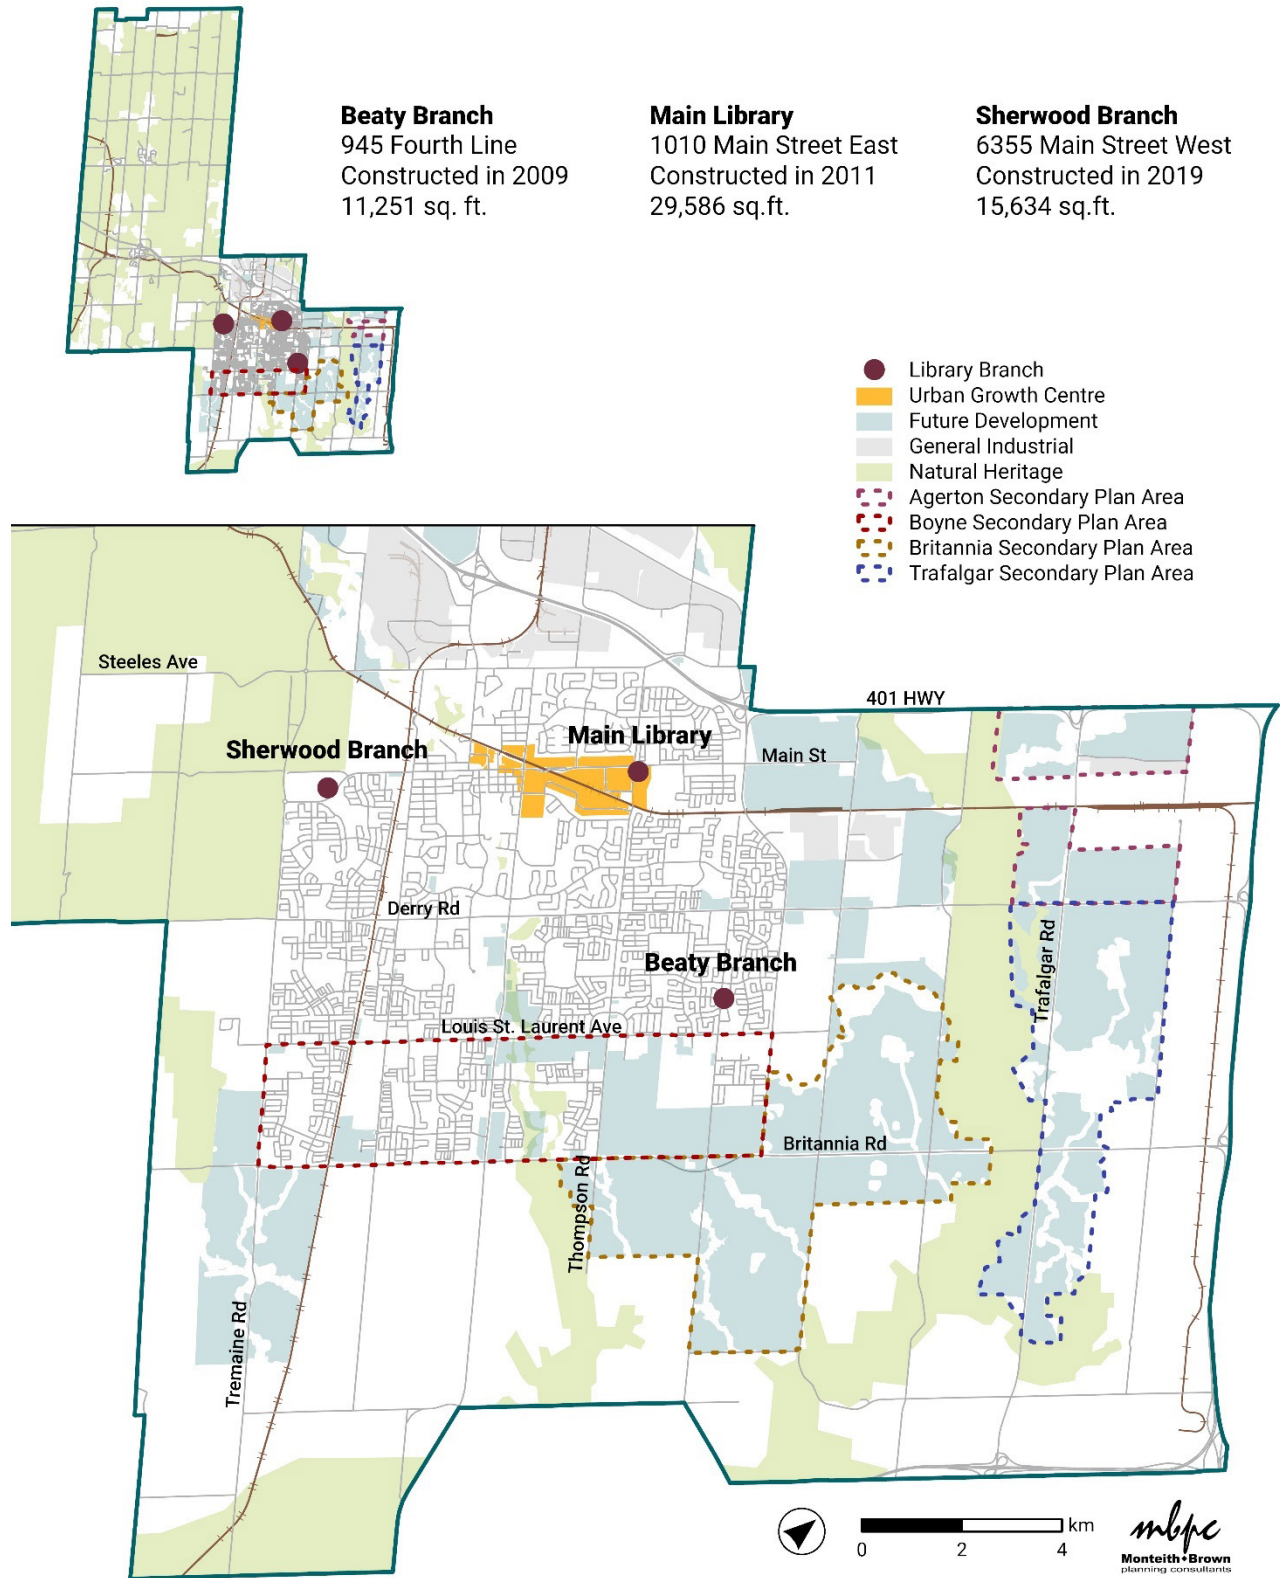 Beaty Branch
945 Fourth Line
Constructed in 2009
11,251 sq. ft.
Main Library
1010 Main Street East
Constructed in 2011
29,586 sq.ft.
Sherwood Branch
6355 Main Street West
Constructed in 2019
15,634 sq.ft.
Library Branch
Urban Growth Centre
Future Development
General Industrial
Natural Heritage
Agerton Secondary Plan Area
Boyne Secondary Plan Area
Britannia Secondary Plan Area
Trafalgar Secondary Plan Area
Steeles Ave
401 HWY
Sherwood Branch
Main Library
Main St
Derry Rd
Beaty Branch
Trafalgar Rd
Louis St. Laurent Ave
Britannia Rd
Thompson Rd
Tremaine Rd
km
0 2 4
mbpc
Monteith+Brown
planning consultants